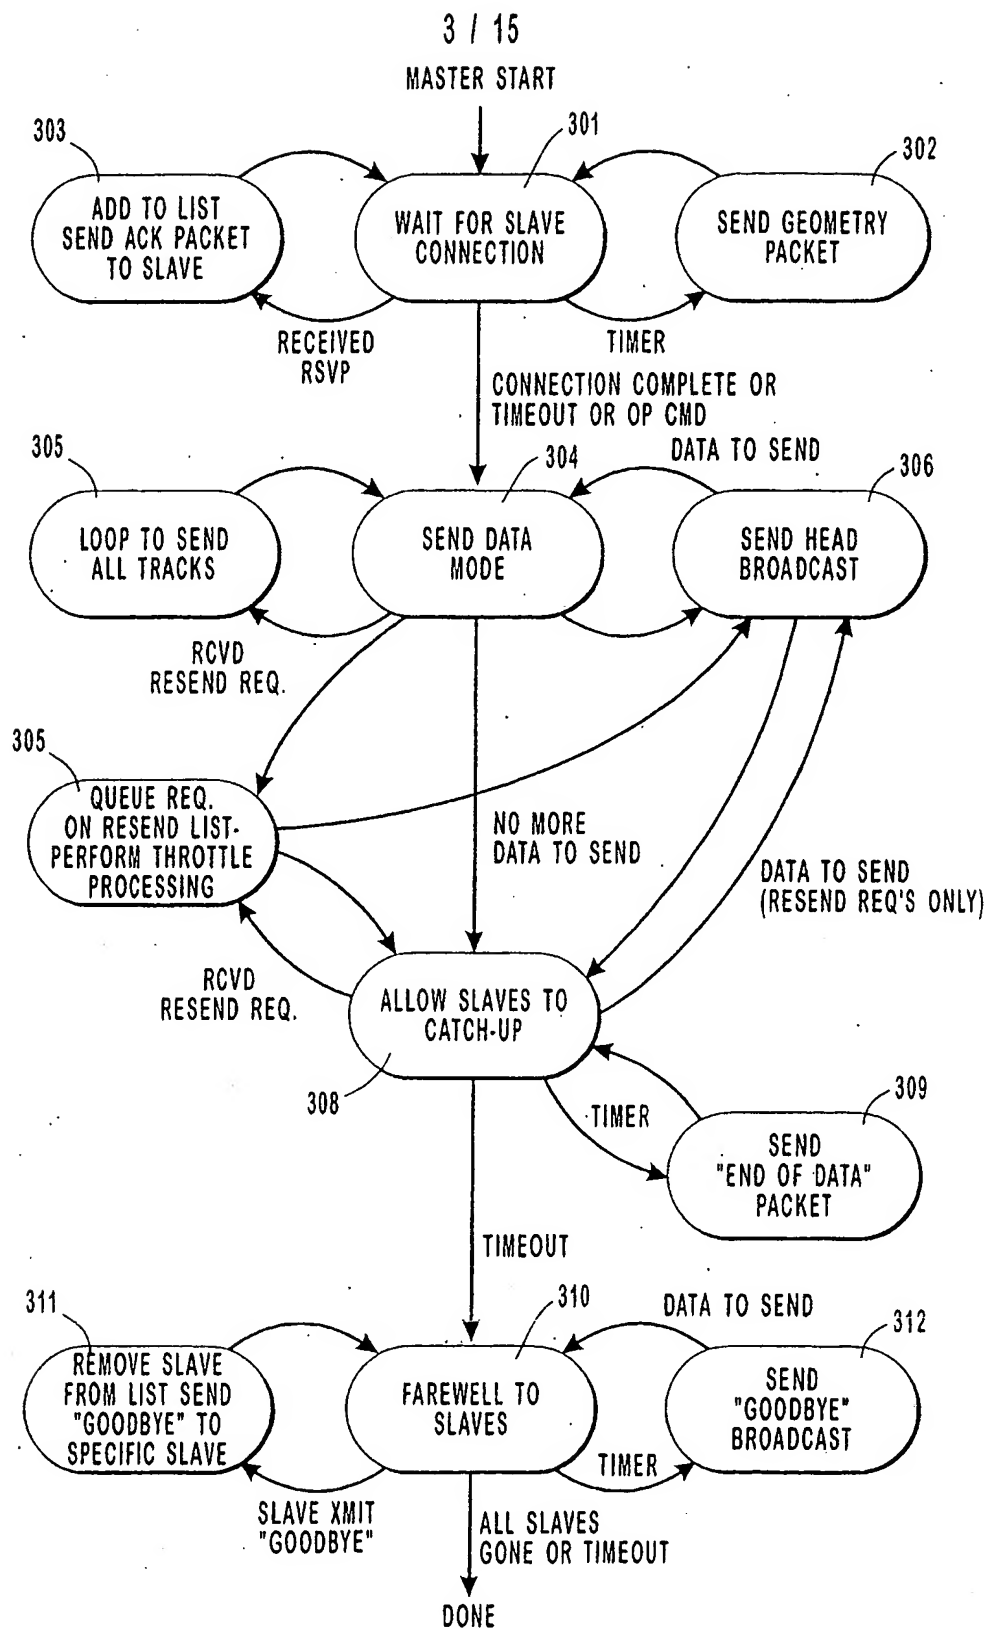 3 / 15
MASTER START
303
301
302
ADD TO LIST
SEND ACK PACKET
TO SLAVE
WAIT FOR SLAVE
CONNECTION
SEND GEOMETRY
PACKET
RECEIVED
RSVP
TIMER
CONNECTION COMPLETE OR
TIMEOUT OR OP CMD
305
304
DATA TO SEND
306
LOOP TO SEND
ALL TRACKS
SEND DATA
MODE
SEND HEAD
BROADCAST
RCVD
RESEND REQ.
305
QUEUE REQ.
ON RESEND LIST-
PERFORM THROTTLE
PROCESSING
NO MORE
DATA TO SEND
DATA TO SEND
(RESEND REQ'S ONLY)
RCVD
RESEND REQ.
ALLOW SLAVES TO
CATCH-UP
308
TIMER
309
SEND
"END OF DATA"
PACKET
TIMEOUT
311
310
DATA TO SEND
312
REMOVE SLAVE
FROM LIST SEND
"GOODBYE" TO
SPECIFIC SLAVE
FAREWELL TO
SLAVES
SEND
"GOODBYE"
BROADCAST
TIMER
SLAVE XMIT
"GOODBYE"
ALL SLAVES
GONE OR TIMEOUT
DONE